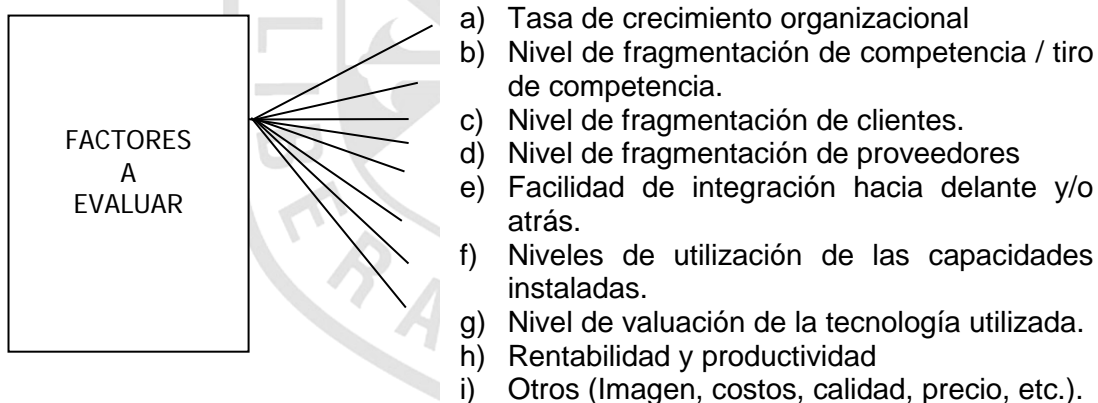 FACTORES
A
EVALUAR
a) Tasa de crecimiento organizacional
b) Nivel de fragmentación de competencia / tiro
de competencia.
c) Nivel de fragmentación de clientes.
d) Nivel de fragmentación de proveedores
e) Facilidad de integración hacia delante y/o
atrás.
f) Niveles de utilización de las capacidades
instaladas.
g) Nivel de valuación de la tecnología utilizada.
h) Rentabilidad y productividad
i) Otros (Imagen, costos, calidad, precio, etc.).